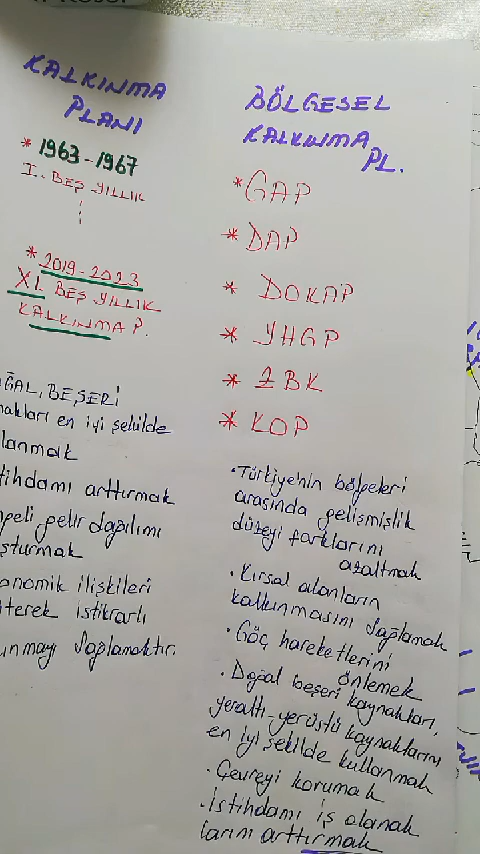 KALKINMA
PLANI
* 1963-1967
I. BEŞ YILLIK
* 2019-2023
XI. BEŞ YILLIK
KALKINMA P.
ĞAL, BEŞERİ
nakları en iyi şekilde
lanmak
tihdamı arttırmak
geli gelir dağılımı
şturmak
onomik ilişkileri
terek istikrarlı
ınmayı sağlamaktır.
BÖLGESEL
KALKINMA
PL.
* GAP
* DAP
* DOKAP
* YHGP
* ZBK
* KOP
• Türkiye'nin bölgeleri
arasında gelişmişlik
düzeyi farklarını
azaltmak
• Kırsal alanların
kalkınmasını sağlamak
• Göç hareketlerini
önlemek
• Doğal beşeri kaynakları,
yeraltı-yerüstü kaynaklarını
en iyi şekilde kullanmak
• Çevreyi korumak
• İstihdamı iş olanak
larını arttırmak